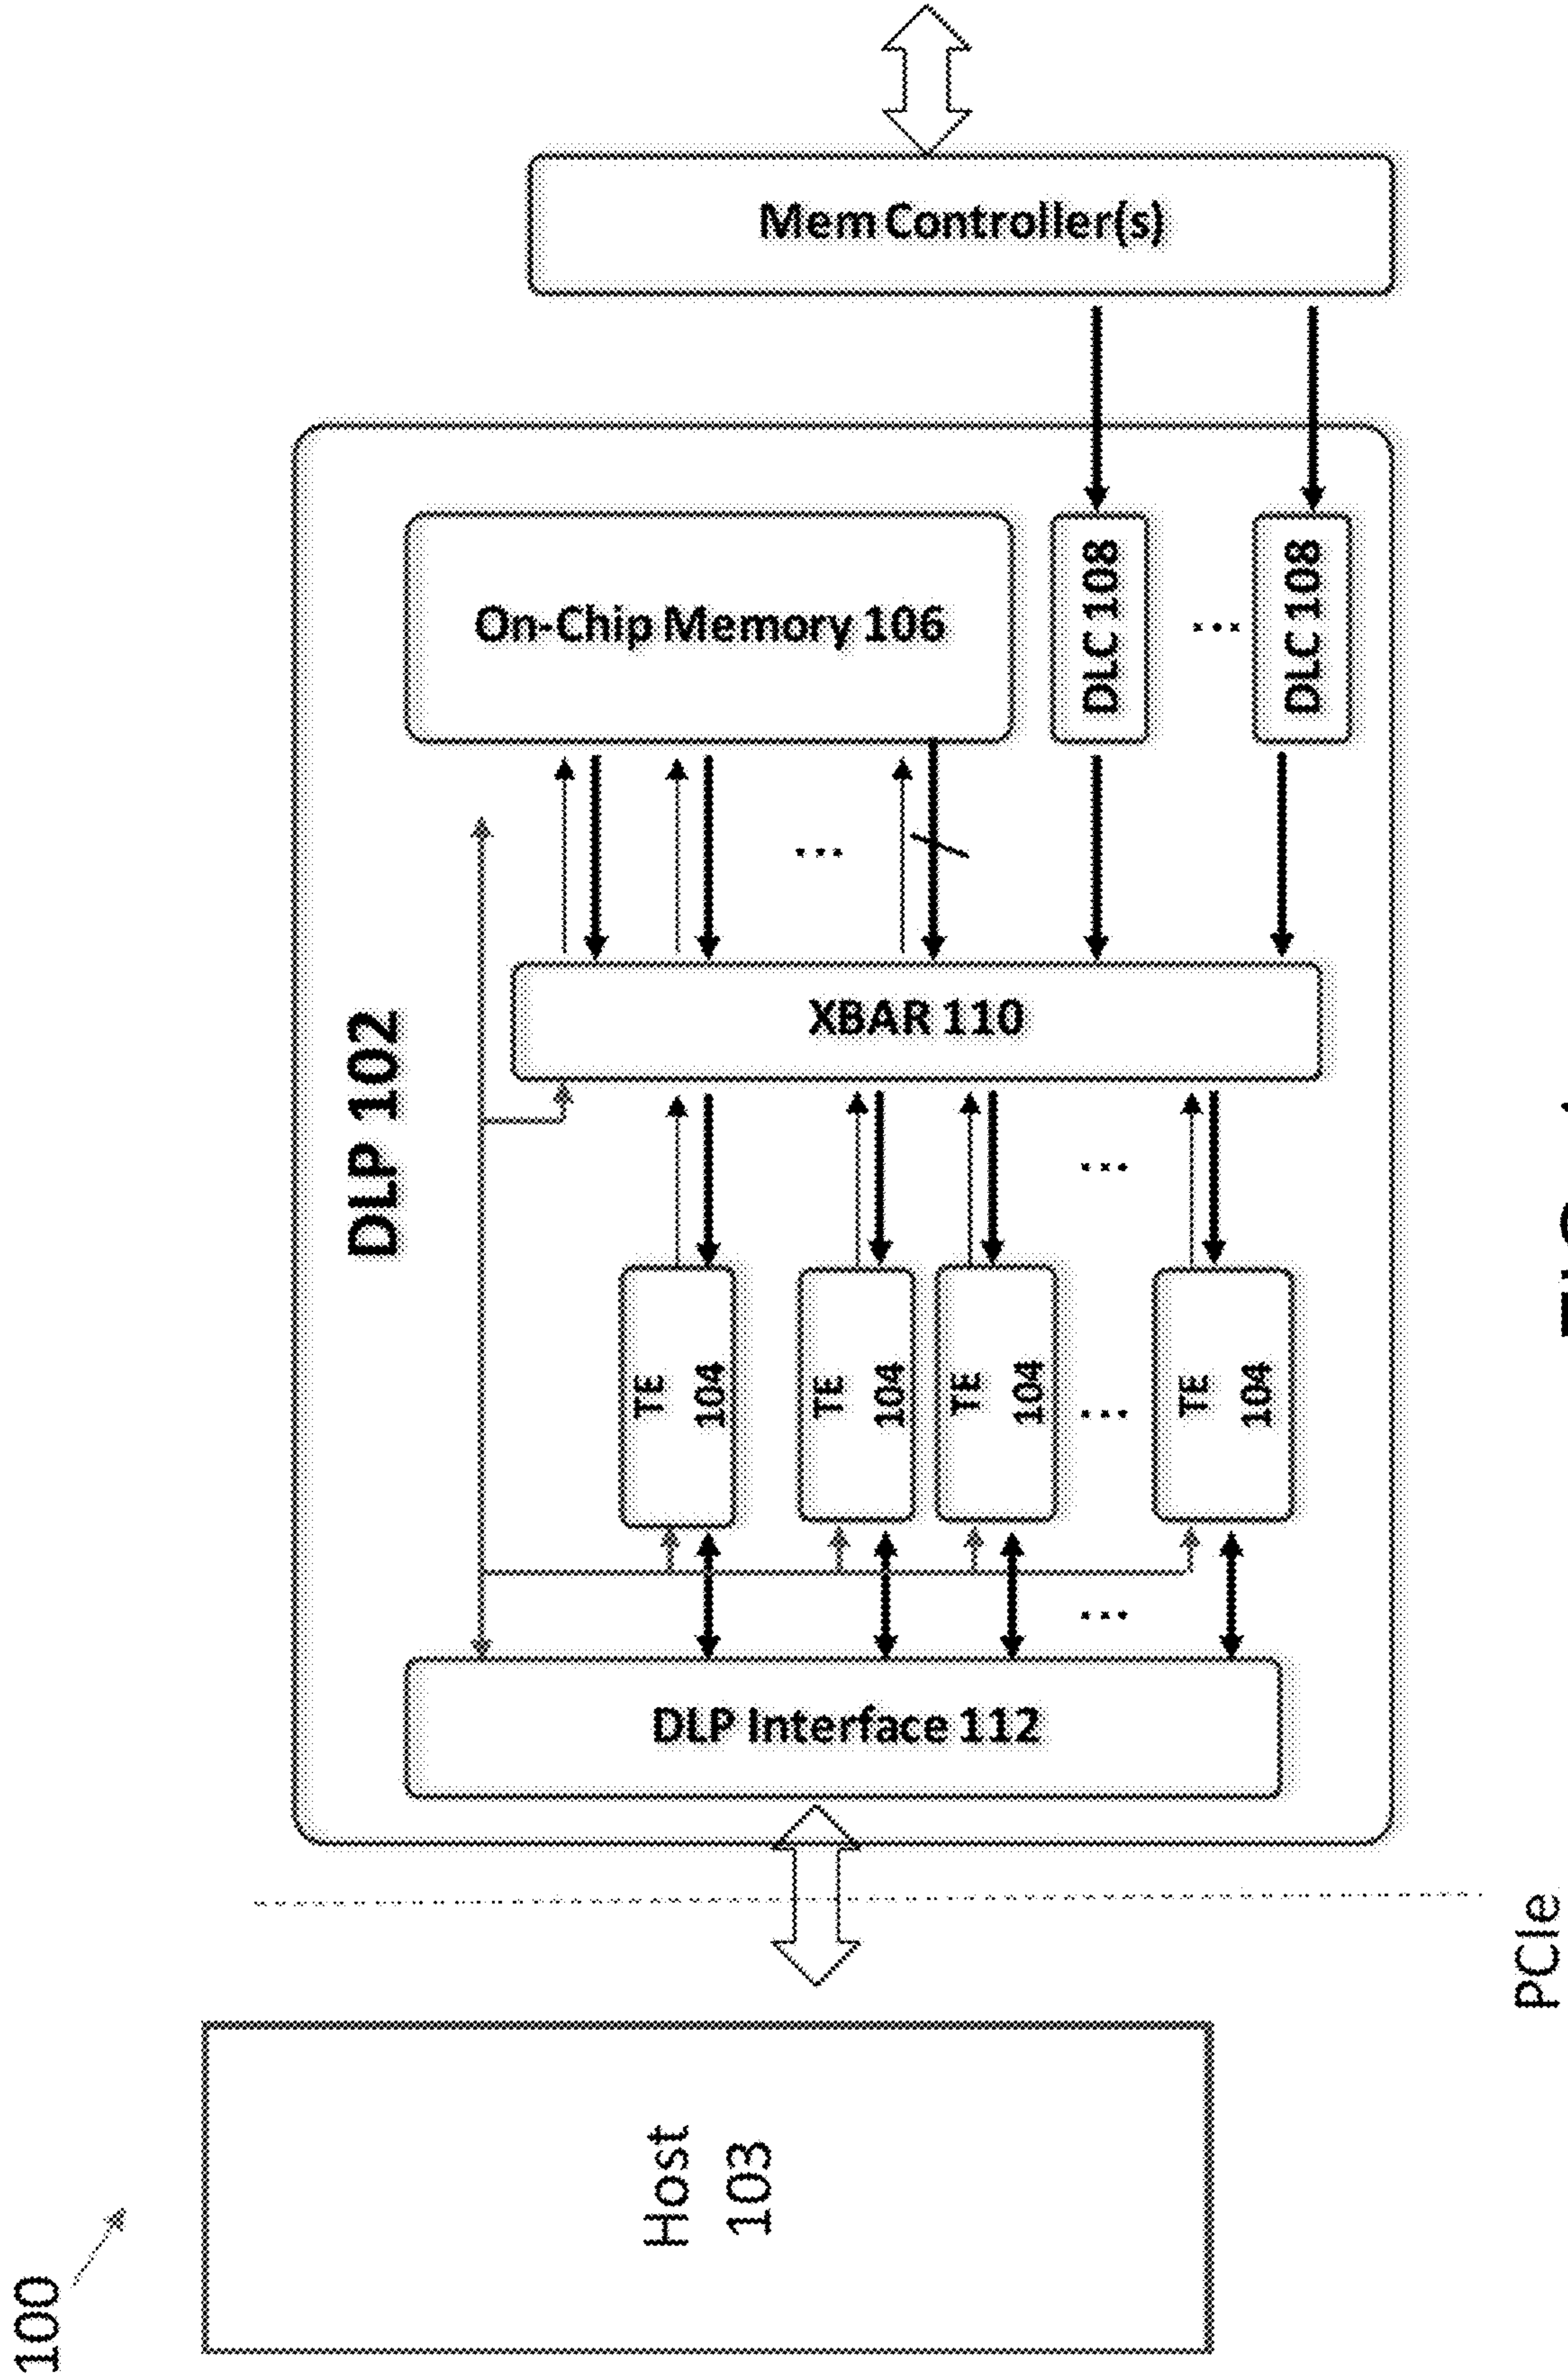 100
DLP 102
Host
103
DLP Interface 112
TE
104
TE
104
TE
104
TE
104
XBAR 110
On-Chip Memory 106
DLC 108
DLC 108
Mem Controller(s)
PCIe